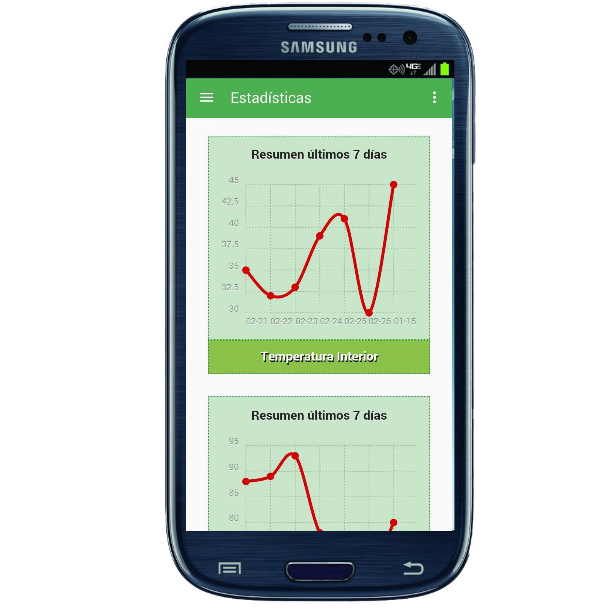 SAMSUNG
4G
Estadísticas
Resumen últimos 7 días
45
42.5
40
37.5
35
32.5
30
02-21 02-22 02-23 02-24 02-25 02-26 01-15
Temperatura Interior
Resumen últimos 7 días
95
90
85
80